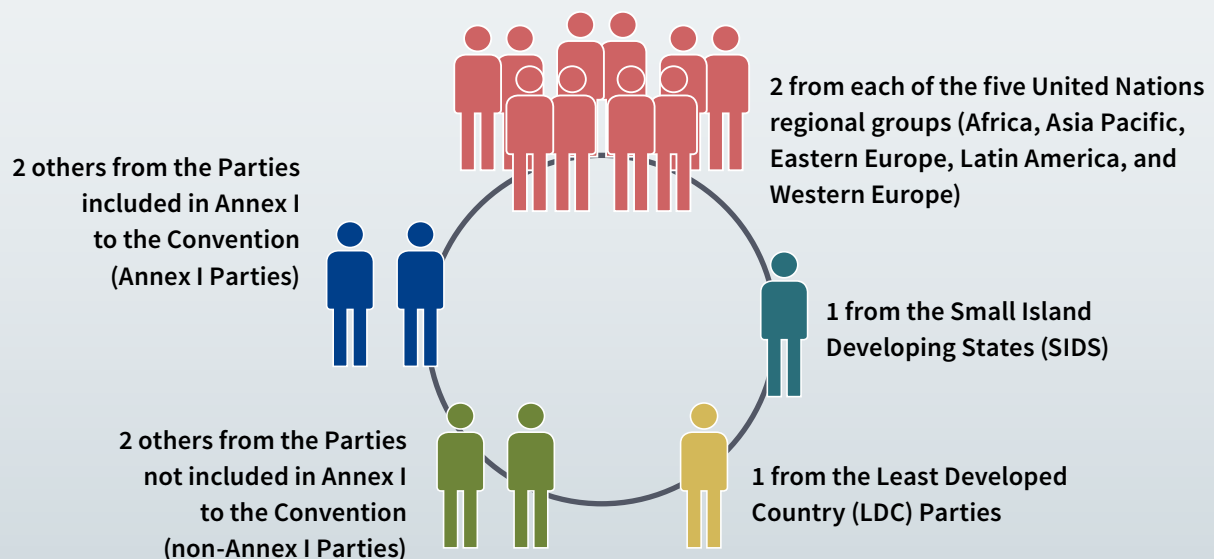 2 from each of the five United Nations
regional groups (Africa, Asia Pacific,
Eastern Europe, Latin America, and
Western Europe)
2 others from the Parties
included in Annex I
to the Convention
(Annex I Parties)
1 from the Small Island
Developing States (SIDS)
2 others from the Parties
not included in Annex I
to the Convention
(non-Annex I Parties)
1 from the Least Developed
Country (LDC) Parties